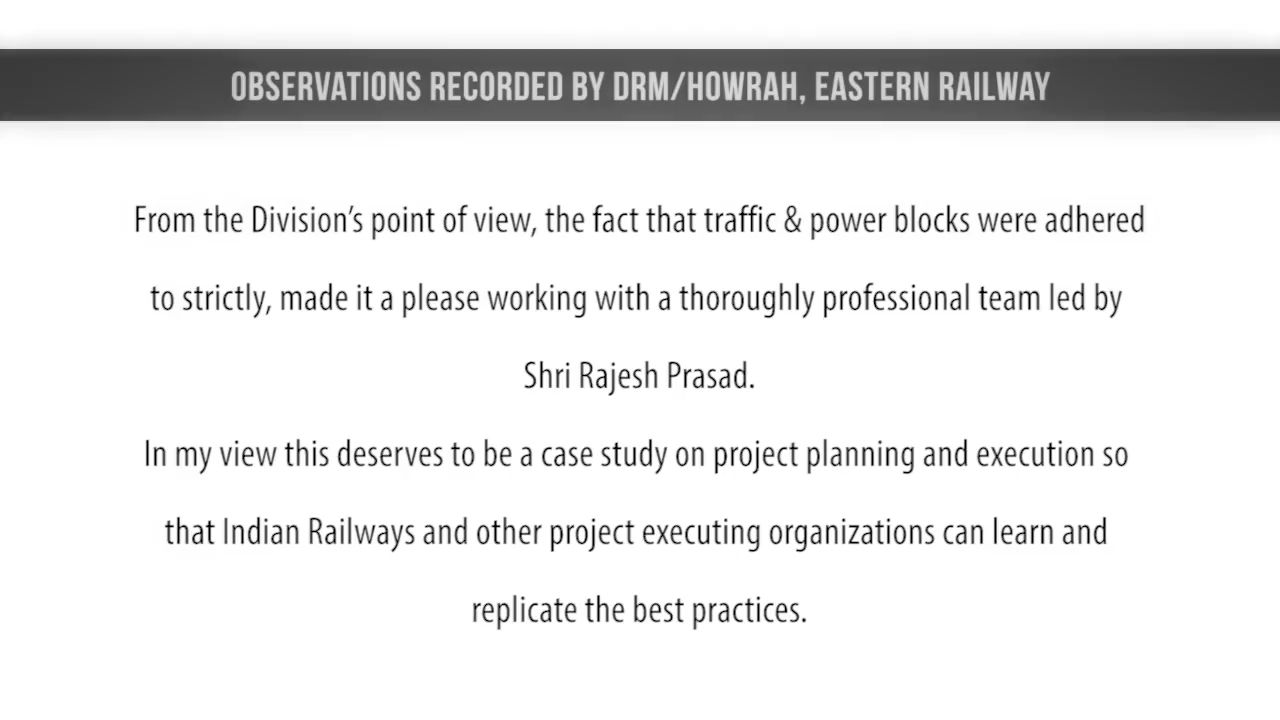 OBSERVATIONS RECORDED BY DRM/HOWRAH, EASTERN RAILWAY
From the Division's point of view, the fact that traffic & power blocks were adhered
to strictly, made it a please working with a thoroughly professional team led by
Shri Rajesh Prasad.
In my view this deserves to be a case study on project planning and execution so
that Indian Railways and other project executing organizations can learn and
replicate the best practices.